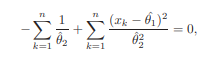 $$-\sum_{k=1}^{n} \frac{1}{\hat{\theta}_2} + \sum_{k=1}^{n} \frac{(x_k - \hat{\theta}_1)^2}{\hat{\theta}_2^2} = 0,$$